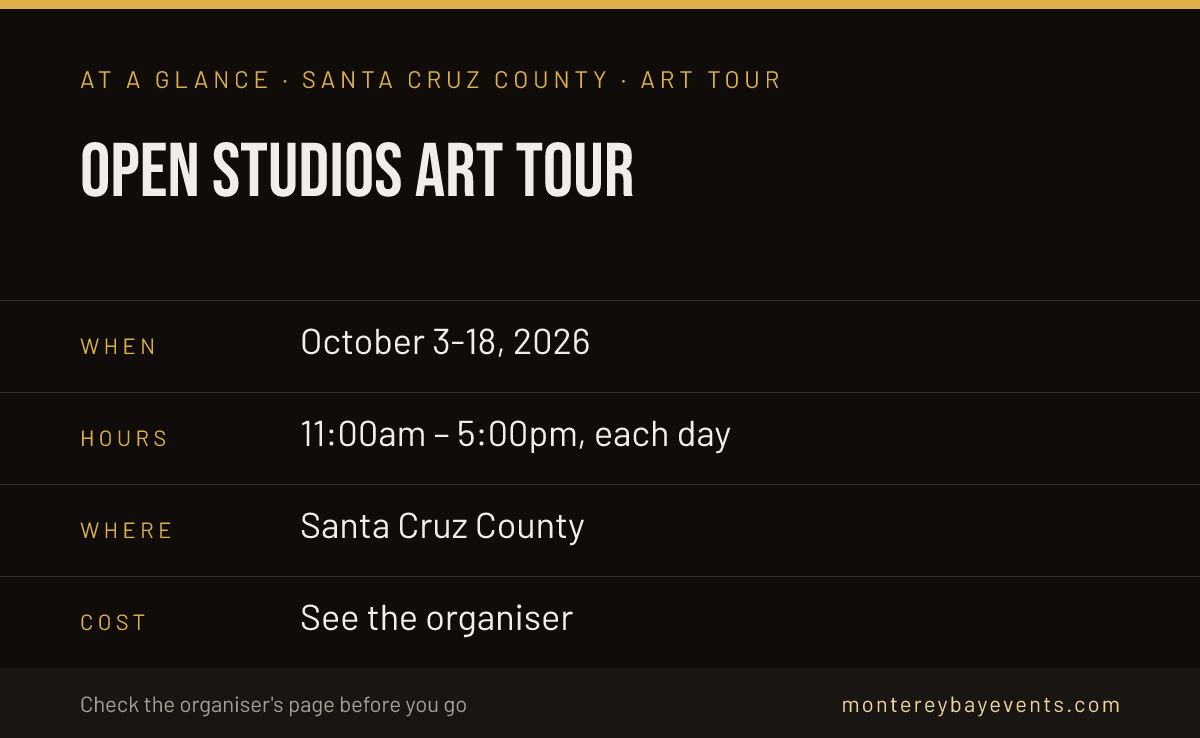 AT A GLANCE · SANTA CRUZ COUNTY · ART TOUR
OPEN STUDIOS ART TOUR
WHEN October 3-18, 2026
HOURS 11:00am – 5:00pm, each day
WHERE Santa Cruz County
COST See the organiser
Check the organiser's page before you go montereybayevents.com